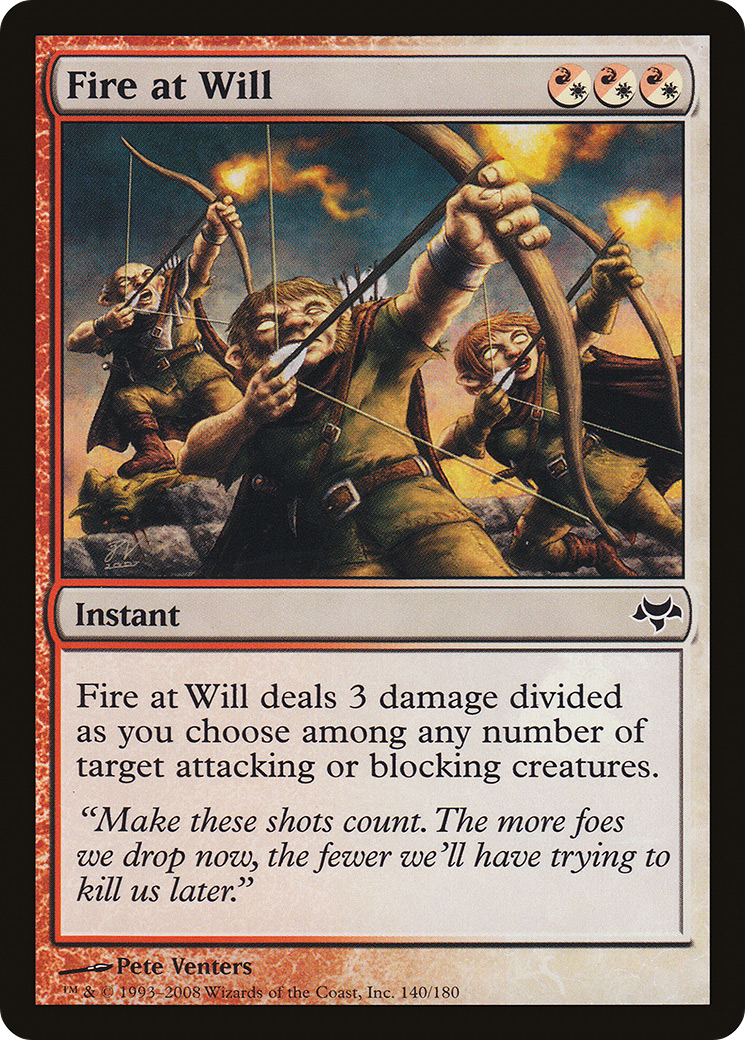 Fire at Will
Instant
Fire at Will deals 3 damage divided
as you choose among any number of
target attacking or blocking creatures.
“Make these shots count. The more foes
we drop now, the fewer we’ll have trying to
kill us later.”
Pete Venters
™ & © 1993–2008 Wizards of the Coast, Inc. 140/180